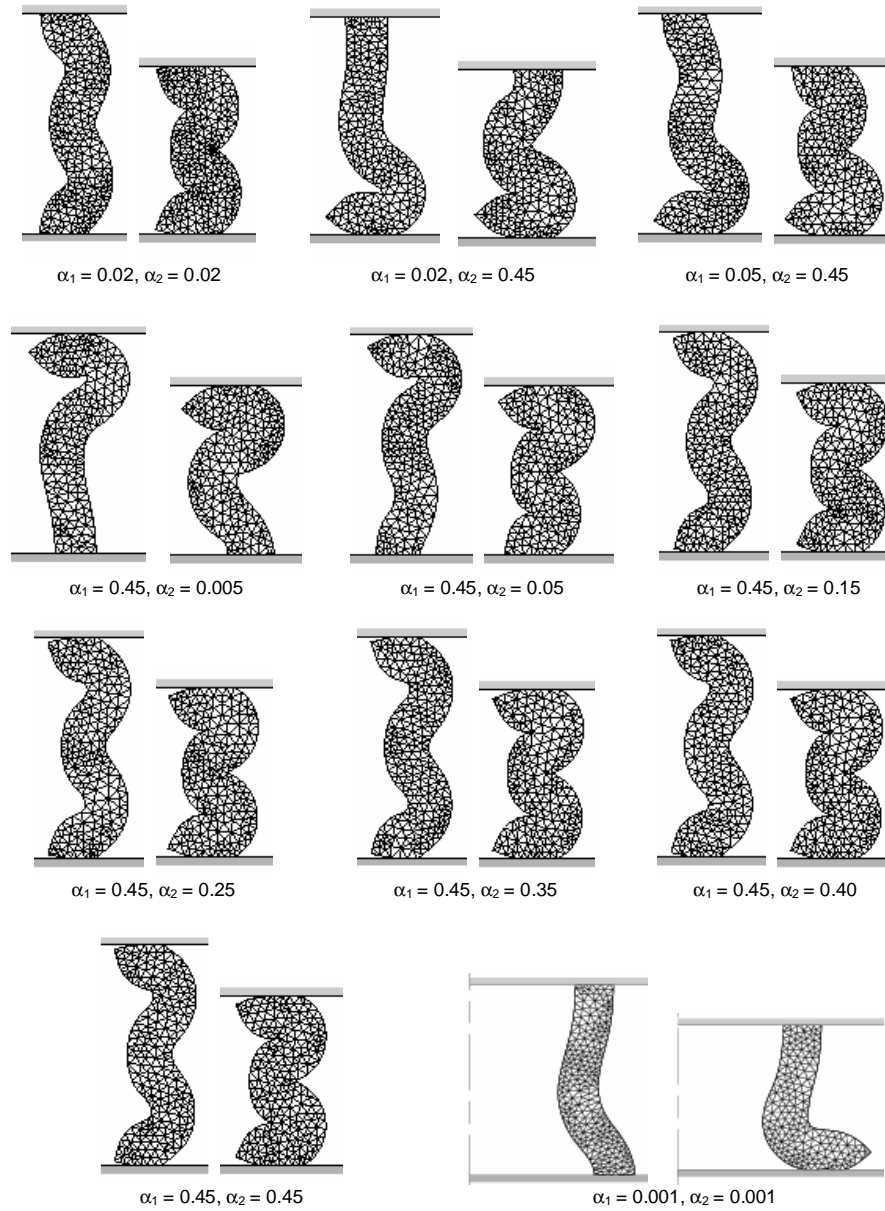 α₁ = 0.02, α₂ = 0.02
α₁ = 0.02, α₂ = 0.45
α₁ = 0.05, α₂ = 0.45
α₁ = 0.45, α₂ = 0.005
α₁ = 0.45, α₂ = 0.05
α₁ = 0.45, α₂ = 0.15
α₁ = 0.45, α₂ = 0.25
α₁ = 0.45, α₂ = 0.35
α₁ = 0.45, α₂ = 0.40
α₁ = 0.45, α₂ = 0.45
α₁ = 0.001, α₂ = 0.001